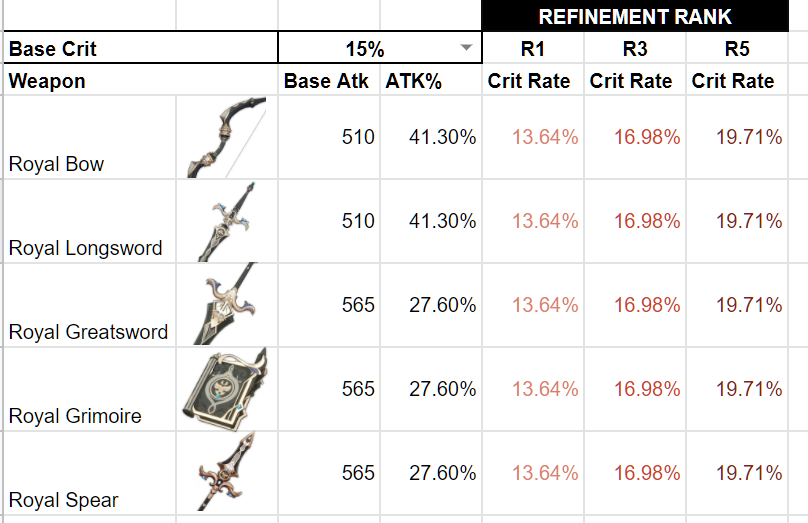 REFINEMENT RANK
Base Crit 15% R1 R3 R5
Weapon Base Atk ATK% Crit Rate Crit Rate Crit Rate
Royal Bow 510 41.30% 13.64% 16.98% 19.71%
Royal Longsword 510 41.30% 13.64% 16.98% 19.71%
Royal Greatsword 565 27.60% 13.64% 16.98% 19.71%
Royal Grimoire 565 27.60% 13.64% 16.98% 19.71%
Royal Spear 565 27.60% 13.64% 16.98% 19.71%